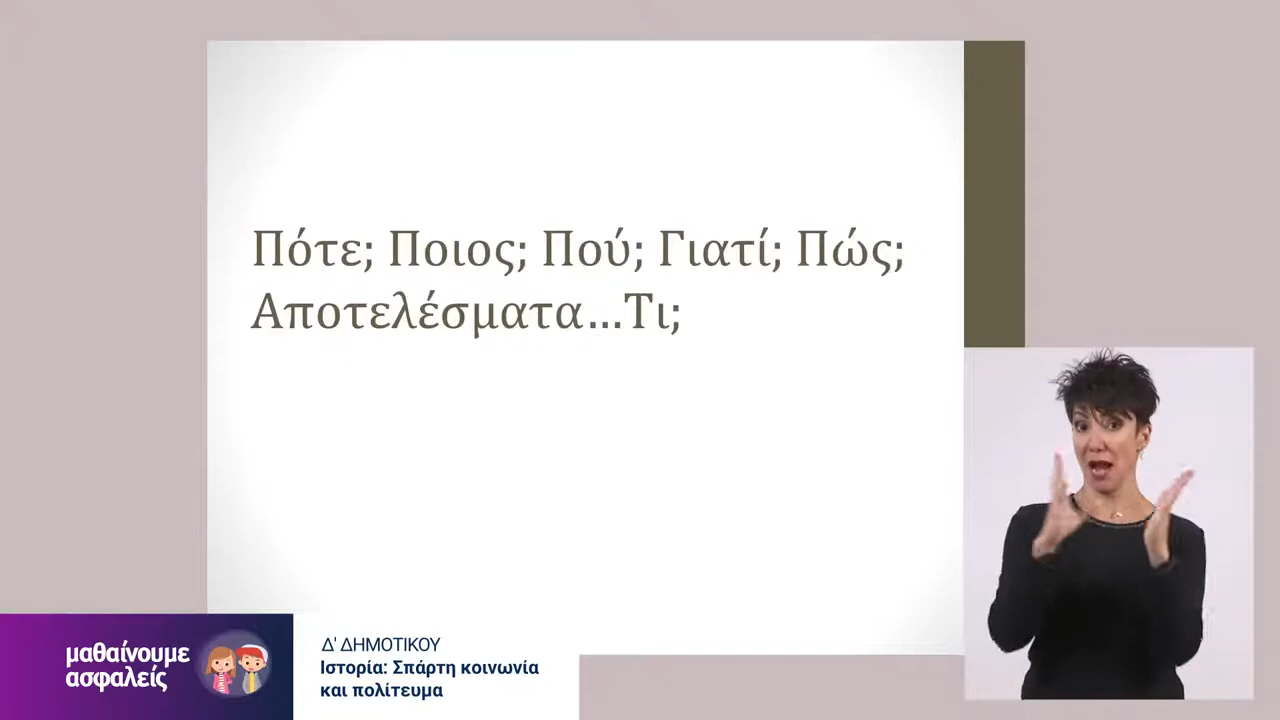 Πότε; Ποιος; Πού; Γιατί; Πώς;
Αποτελέσματα...Τι;
μαθαίνουμε
ασφαλείς
Δ' ΔΗΜΟΤΙΚΟΥ
Ιστορία: Σπάρτη κοινωνία
και πολίτευμα